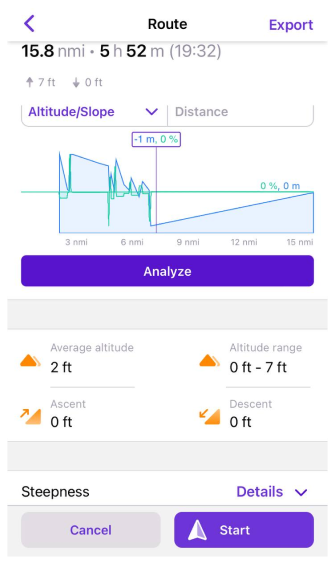 Route
Export
15.8 nmi • 5 h 52 m (19:32)
7 ft
0 ft
Altitude/Slope
Distance
-1 m, 0 %
0 %, 0 m
3 nmi
6 nmi
9 nmi
12 nmi
15 nmi
Analyze
Average altitude
2 ft
Altitude range
0 ft - 7 ft
Ascent
0 ft
Descent
0 ft
Steepness
Details
Cancel
Start